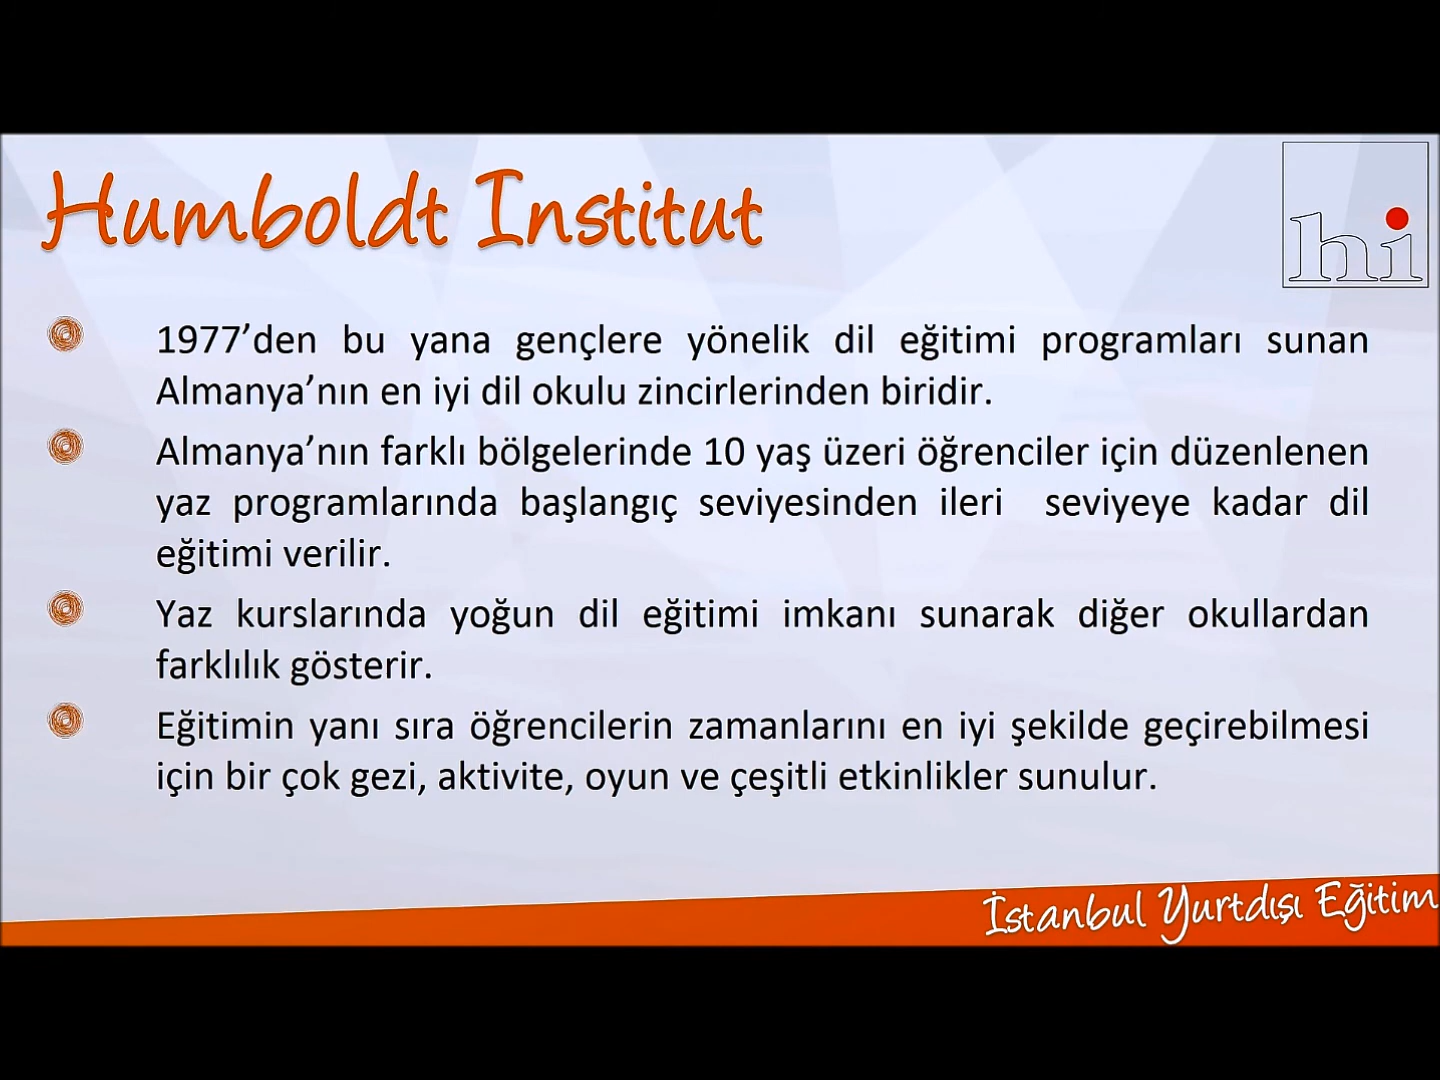 Humboldt Institut
hi
1977’den bu yana gençlere yönelik dil eğitimi programları sunan
Almanya’nın en iyi dil okulu zincirlerinden biridir.
Almanya’nın farklı bölgelerinde 10 yaş üzeri öğrenciler için düzenlenen
yaz programlarında başlangıç seviyesinden ileri seviyeye kadar dil
eğitimi verilir.
Yaz kurslarında yoğun dil eğitimi imkanı sunarak diğer okullardan
farklılık gösterir.
Eğitimin yanı sıra öğrencilerin zamanlarını en iyi şekilde geçirebilmesi
için bir çok gezi, aktivite, oyun ve çeşitli etkinlikler sunulur.
İstanbul Yurtdışı Eğitim